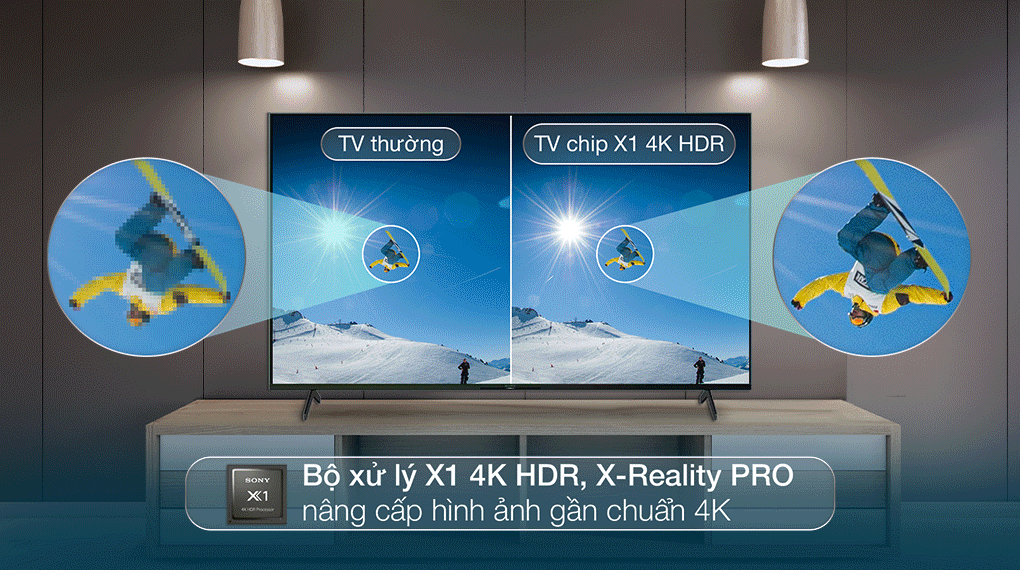 TV thường
TV chip X1 4K HDR
SONY
X1
4K HDR Processor
Bộ xử lý X1 4K HDR, X-Reality PRO
nâng cấp hình ảnh gần chuẩn 4K